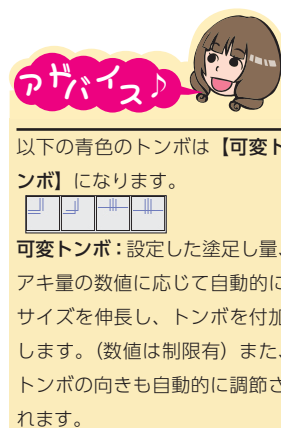 アドバイス♪
以下の青色のトンボは【可変ト
ンボ】になります。
可変トンボ：設定した塗足し量、
アキ量の数値に応じて自動的に
サイズを伸長し、トンボを付加
します。(数値は制限有）また、
トンボの向きも自動的に調節さ
れます。